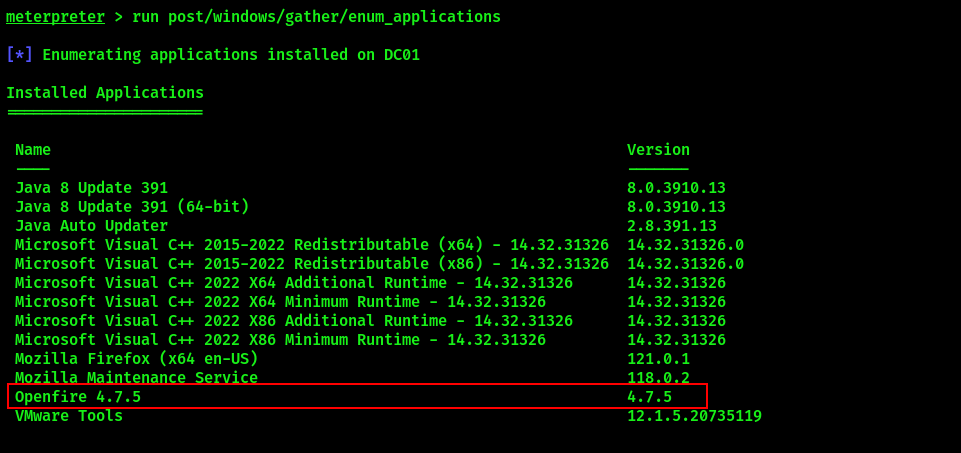 meterpreter > run post/windows/gather/enum_applications
[*] Enumerating applications installed on DC01
Installed Applications
======================
Name Version
---- -------
Java 8 Update 391 8.0.3910.13
Java 8 Update 391 (64-bit) 8.0.3910.13
Java Auto Updater 2.8.391.13
Microsoft Visual C++ 2015-2022 Redistributable (x64) - 14.32.31326 14.32.31326.0
Microsoft Visual C++ 2015-2022 Redistributable (x86) - 14.32.31326 14.32.31326.0
Microsoft Visual C++ 2022 X64 Additional Runtime - 14.32.31326 14.32.31326
Microsoft Visual C++ 2022 X64 Minimum Runtime - 14.32.31326 14.32.31326
Microsoft Visual C++ 2022 X86 Additional Runtime - 14.32.31326 14.32.31326
Microsoft Visual C++ 2022 X86 Minimum Runtime - 14.32.31326 14.32.31326
Mozilla Firefox (x64 en-US) 121.0.1
Mozilla Maintenance Service 118.0.2
Openfire 4.7.5 4.7.5
VMware Tools 12.1.5.20735119